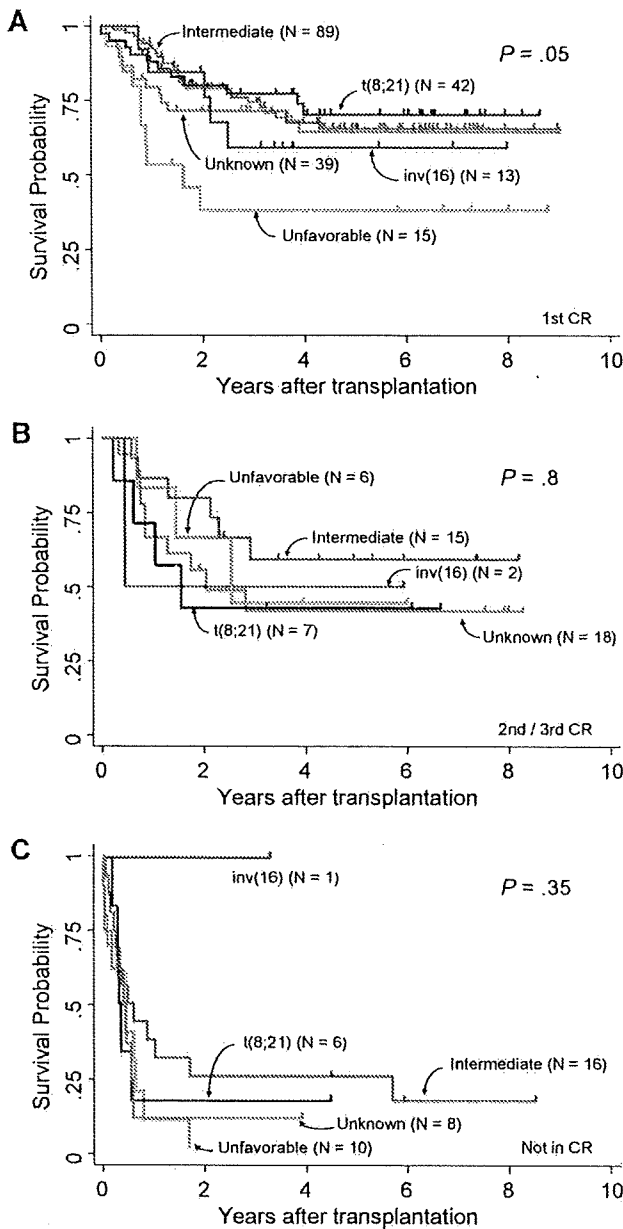 A
Intermediate (N = 89)
P = .05
t(8;21) (N = 42)
Unknown (N = 39)
inv(16) (N = 13)
Unfavorable (N = 15)
1st CR
Survival Probability
1
.75
.5
.25
0
0 2 4 6 8 10
Years after transplantation
B
Unfavorable (N = 6)
P = .8
Intermediate (N = 15)
inv(16) (N = 2)
t(8;21) (N = 7)
Unknown (N = 18)
2nd / 3rd CR
Survival Probability
1
.75
.5
.25
0
0 2 4 6 8 10
Years after transplantation
C
inv(16) (N = 1)
P = .35
t(8;21) (N = 6)
Intermediate (N = 16)
Unknown (N = 8)
Unfavorable (N = 10)
Not in CR
Survival Probability
1
.75
.5
.25
0
0 2 4 6 8 10
Years after transplantation